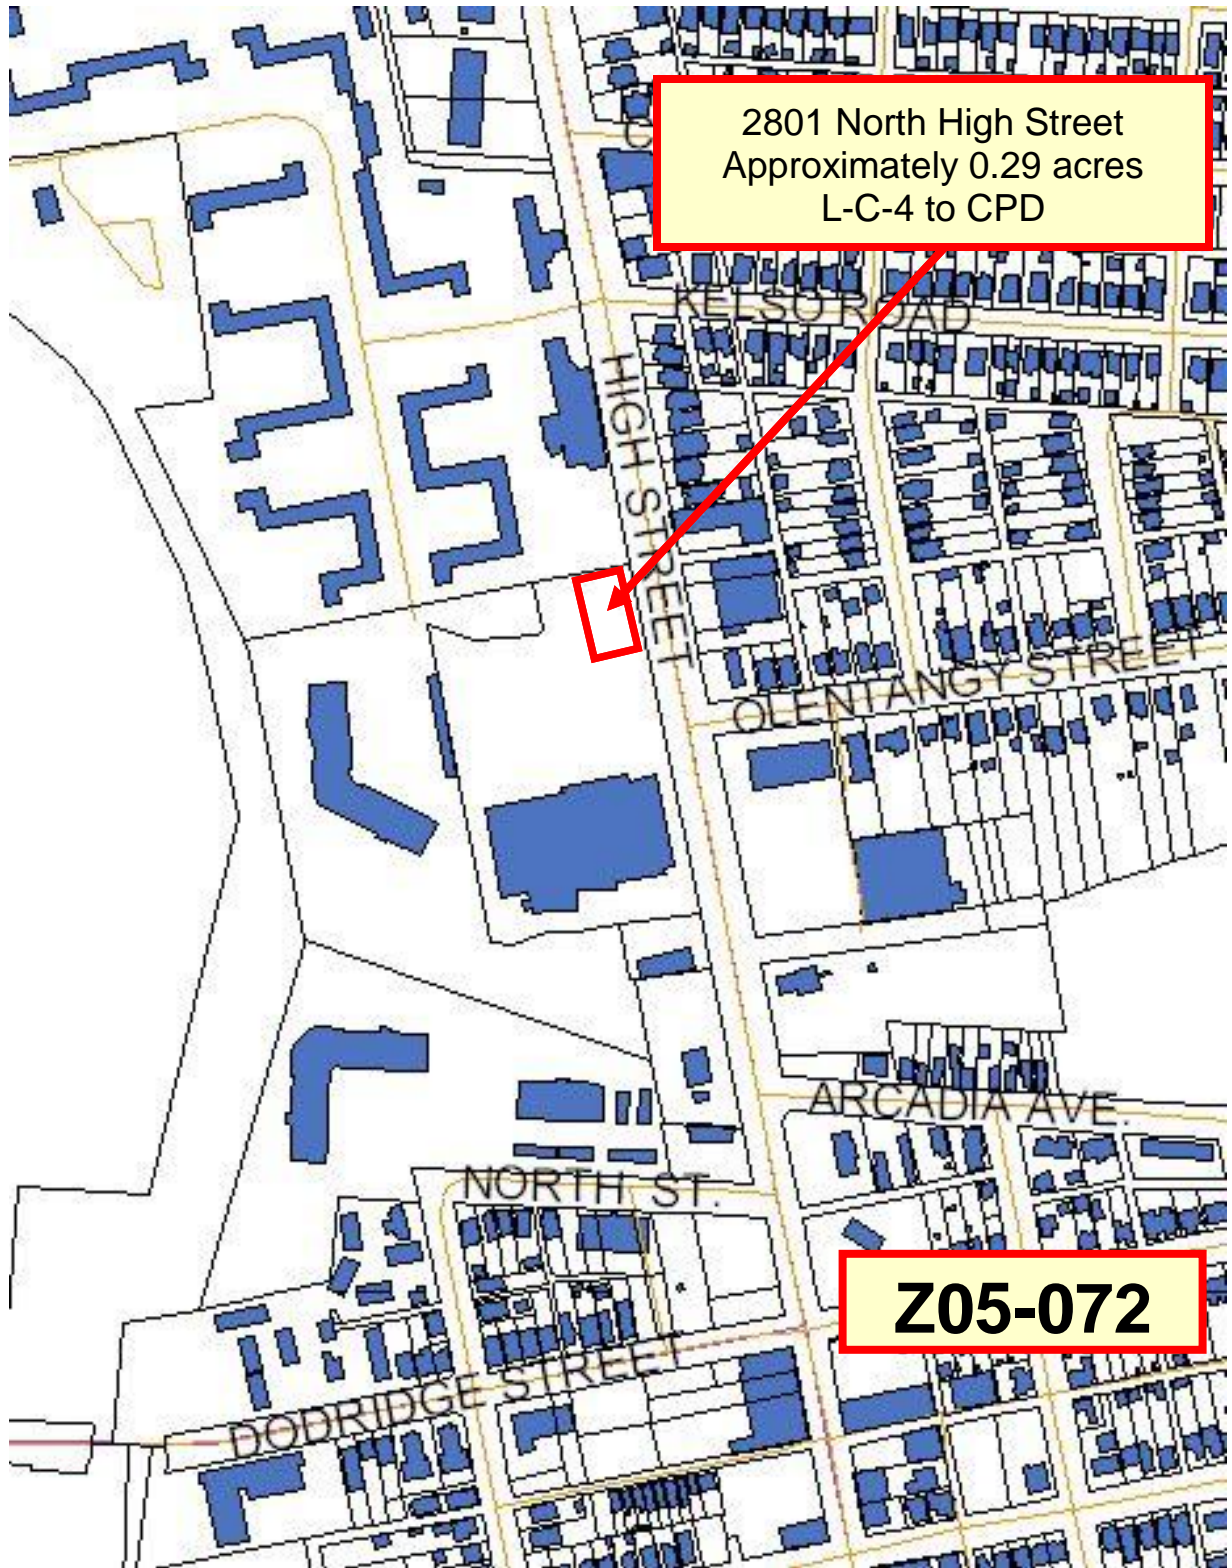 2801 North High Street
Approximately 0.29 acres
L-C-4 to CPD
KELSO ROAD
HIGH STREET
OLENTANGY STREET
ARCADIA AVE.
NORTH ST.
Z05-072
DODRIDGE STREET